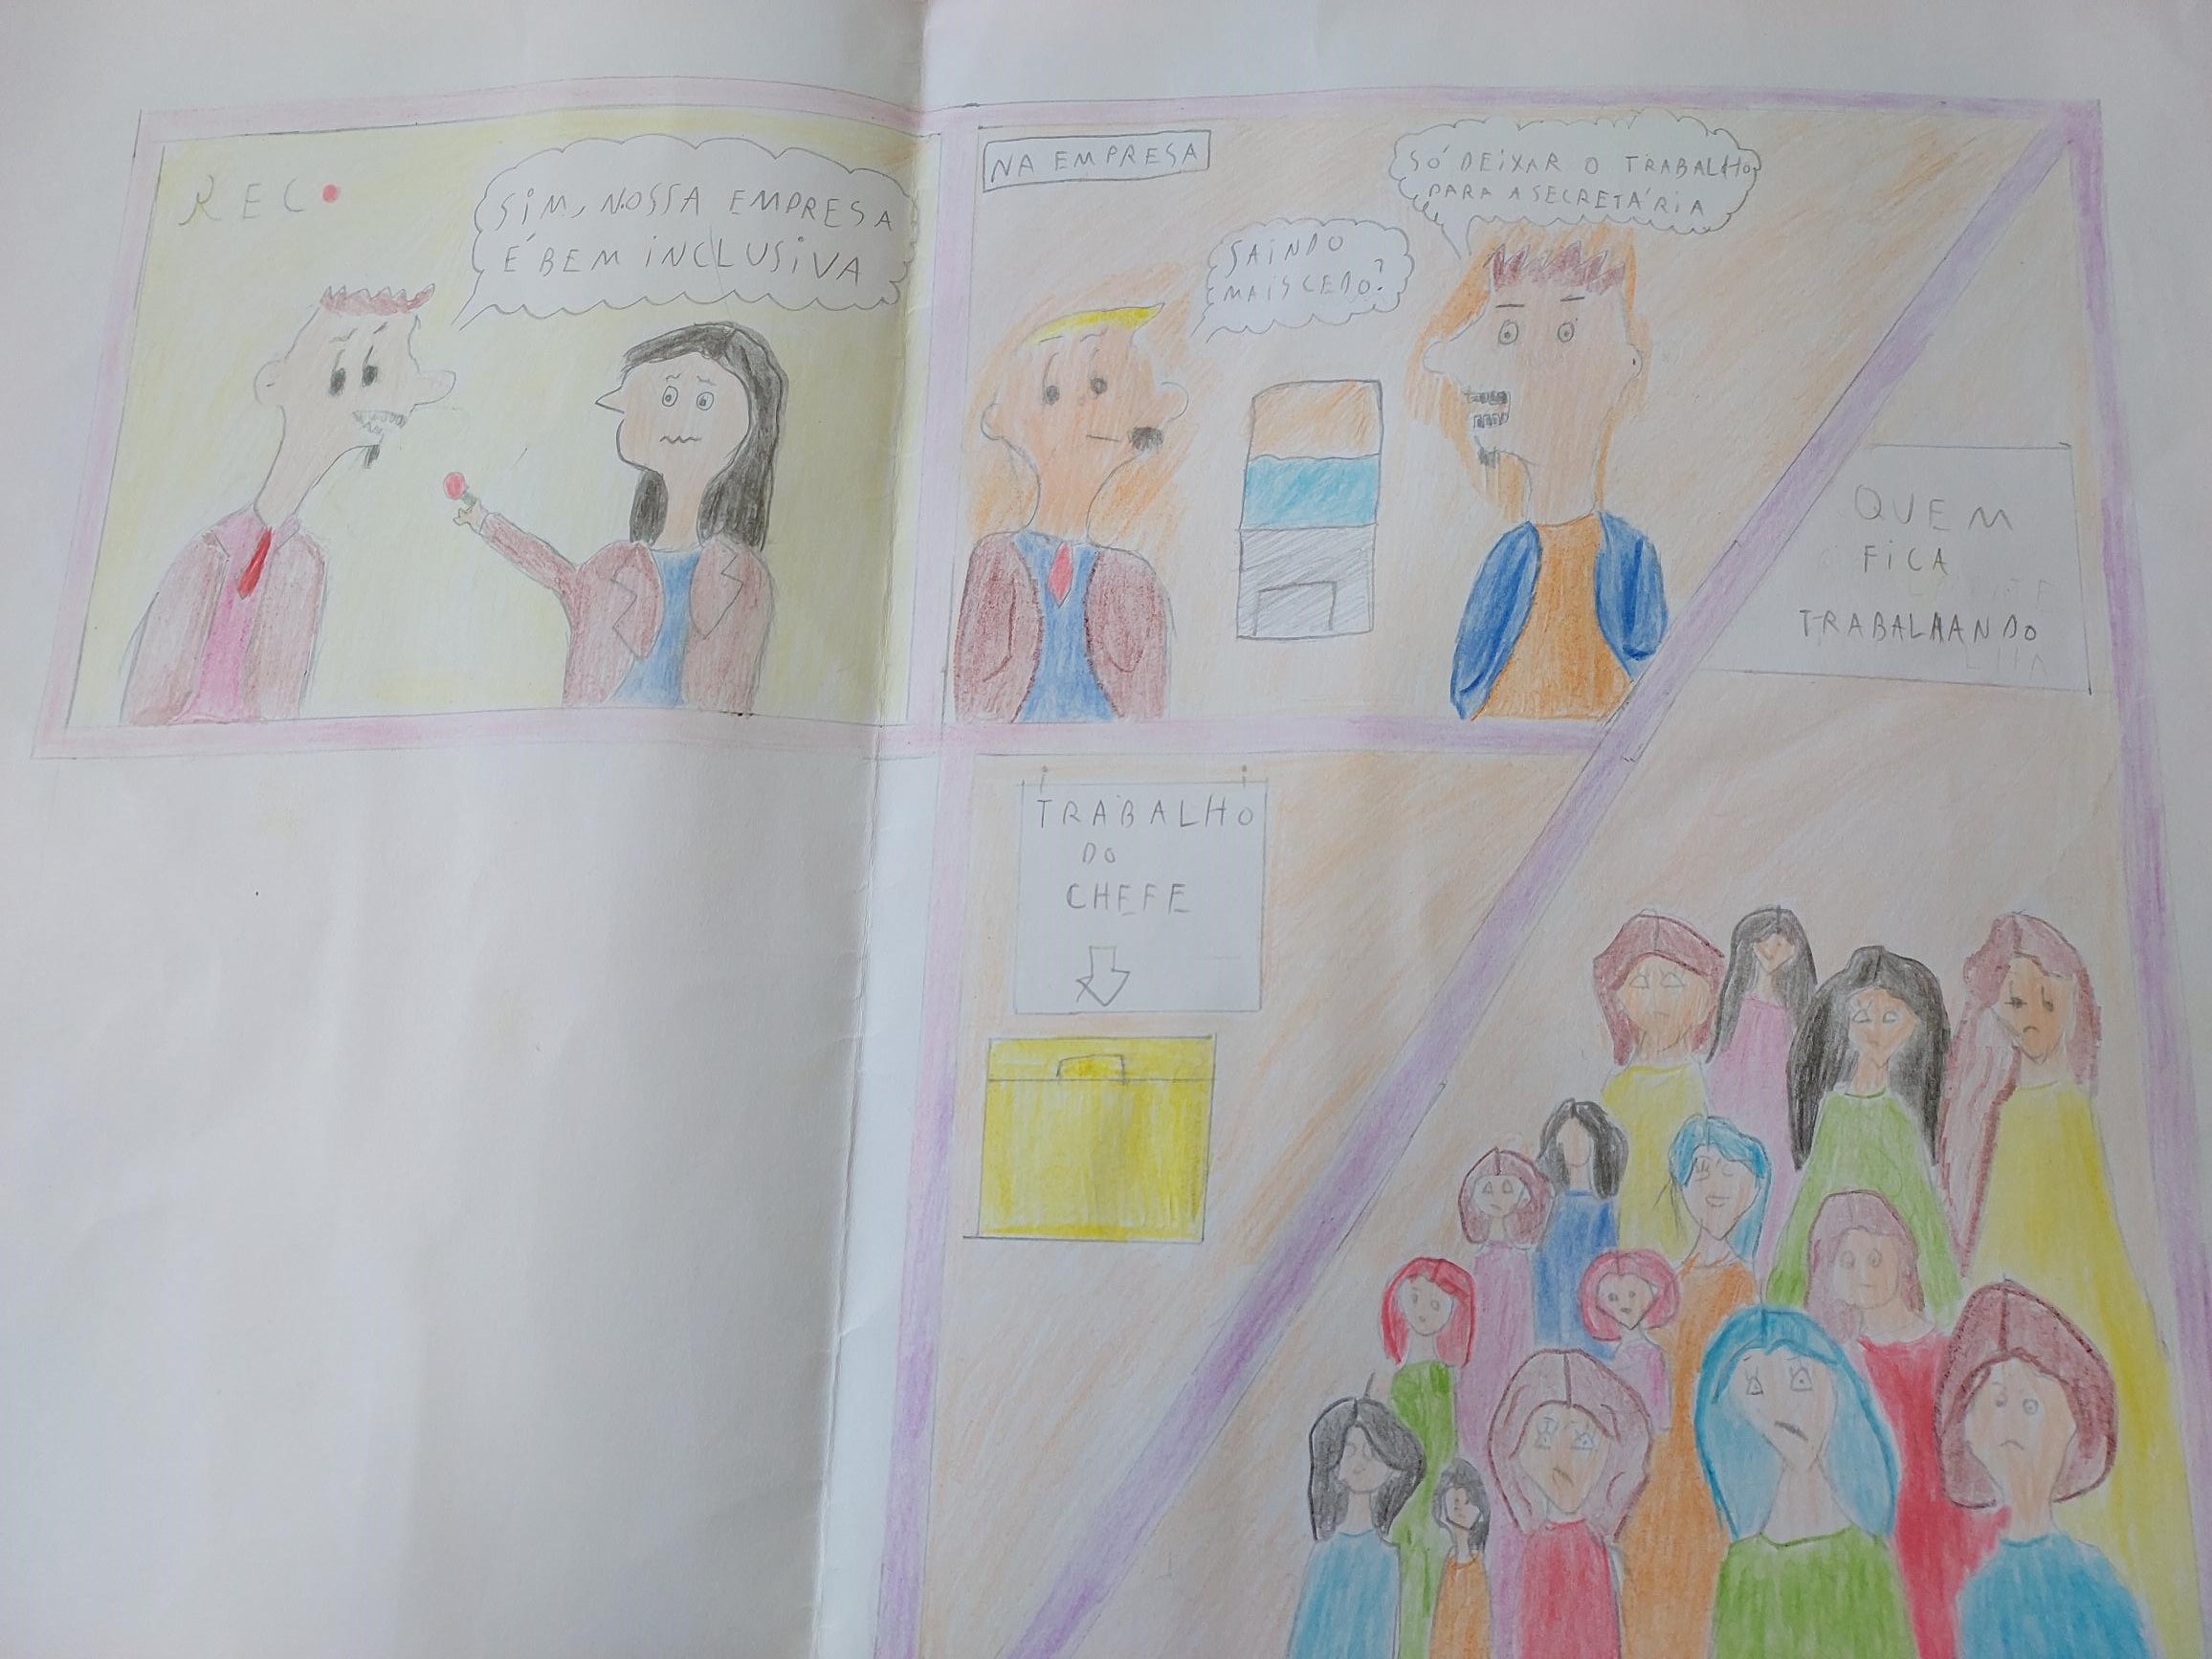 REC
SIM, NOSSA EMPRESA
É BEM INCLUSIVA
NA EMPRESA
SAINDO
MAIS CEDO?
SÓ DEIXAR O TRABALHO
PARA A SECRETÁRIA
TRABALHO
DO
CHEFE
QUEM
FICA
TRABALHANDO